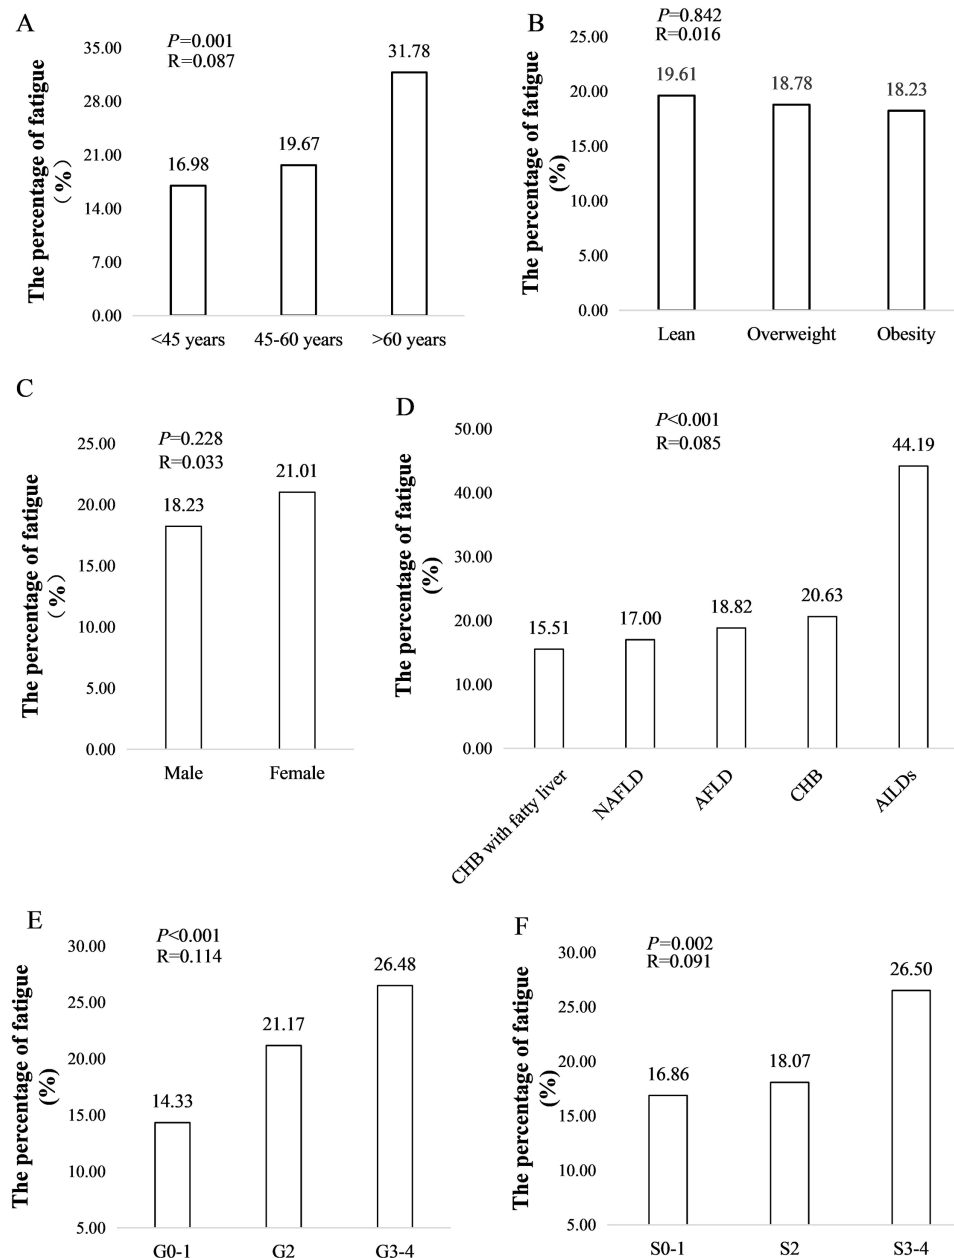 A
P=0.001
R=0.087
The percentage of fatigue
(%)
35.00
28.00
21.00
14.00
7.00
0.00
16.98
19.67
31.78
<45 years
45-60 years
>60 years
B
P=0.842
R=0.016
The percentage of fatigue
(%)
25.00
20.00
15.00
10.00
5.00
0.00
19.61
18.78
18.23
Lean
Overweight
Obesity
C
P=0.228
R=0.033
The percentage of fatigue
(%)
25.00
20.00
15.00
10.00
5.00
0.00
18.23
21.01
Male
Female
D
P<0.001
R=0.085
The percentage of fatigue
(%)
50.00
40.00
30.00
20.00
10.00
0.00
15.51
17.00
18.82
20.63
44.19
CHB with fatty liver
NAFLD
AFLD
CHB
AILDs
E
P<0.001
R=0.114
The percentage of fatigue
(%)
30.00
25.00
20.00
15.00
10.00
5.00
14.33
21.17
26.48
G0-1
G2
G3-4
F
P=0.002
R=0.091
The percentage of fatigue
(%)
30.00
25.00
20.00
15.00
10.00
5.00
16.86
18.07
26.50
S0-1
S2
S3-4